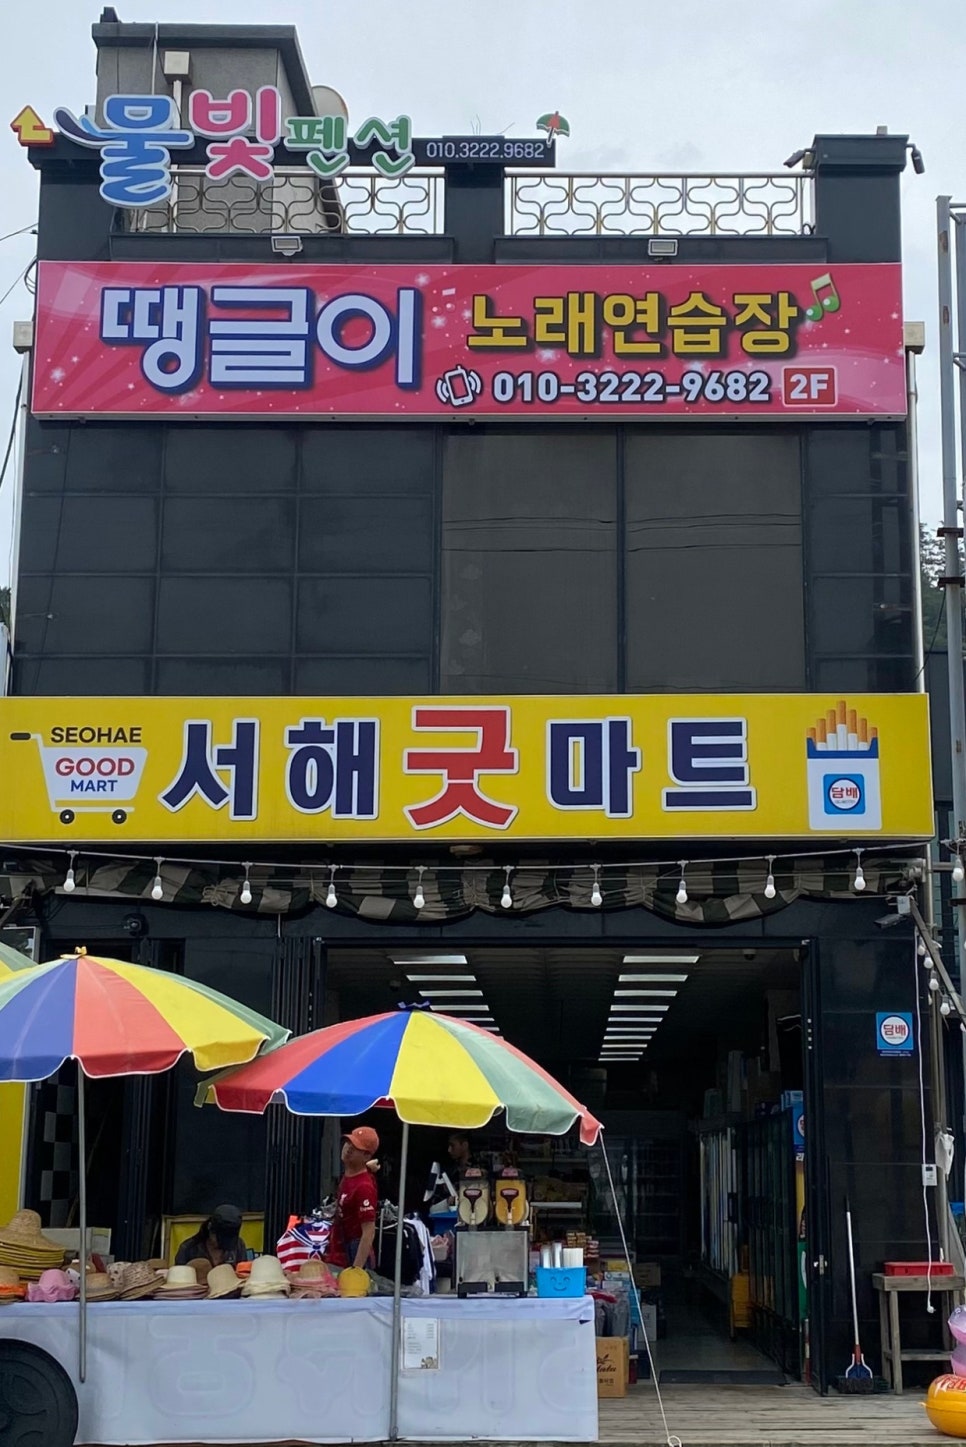 물빛펜션
010.3222.9682
땡글이 노래연습장
010-3222-9682 2F
SEOHAE
GOOD
MART
서해굿마트
담배
담배